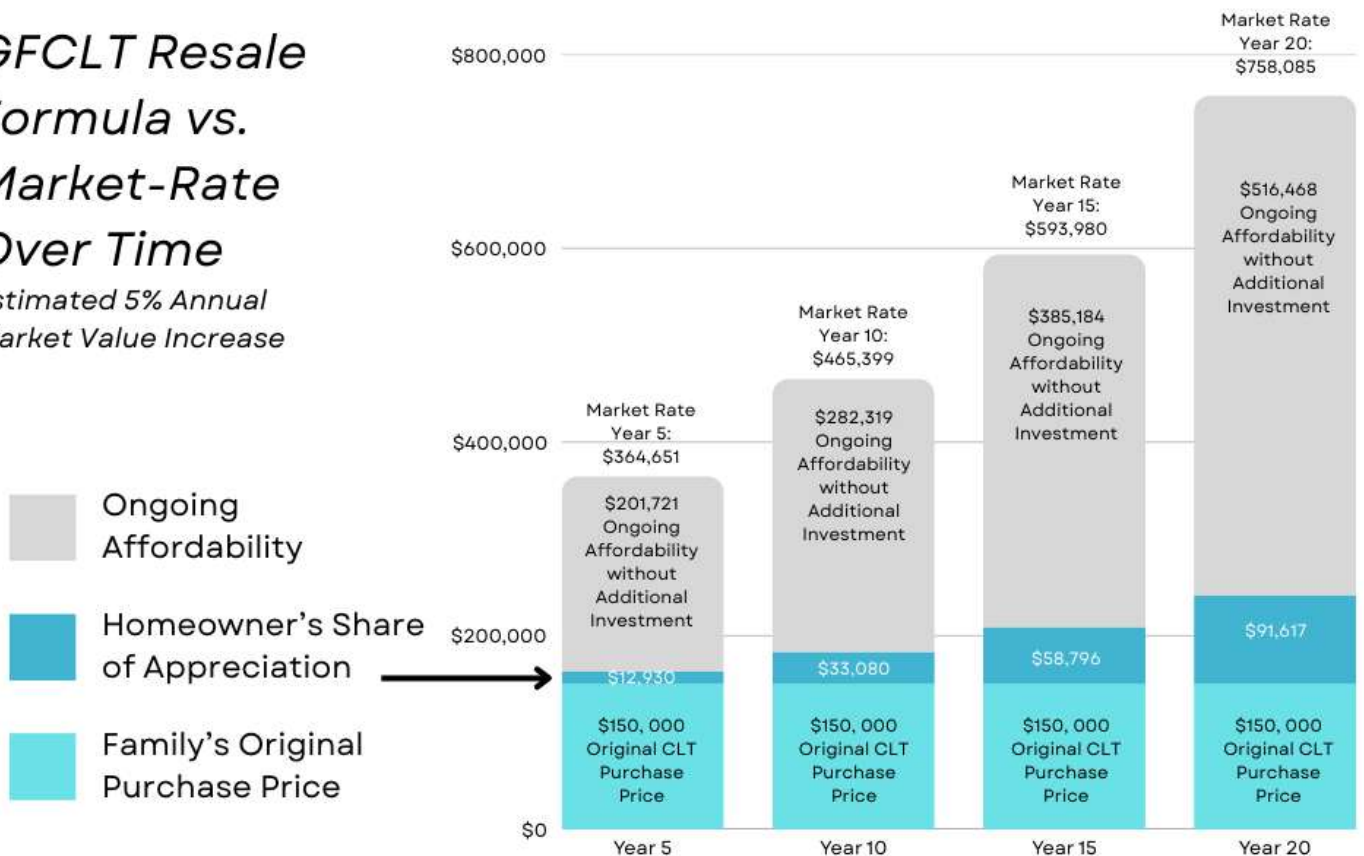 GFCLT Resale
ormula vs.
Market-Rate
Over Time
stimated 5% Annual
arket Value Increase
Ongoing
Affordability
Homeowner's Share
of Appreciation
Family's Original
Purchase Price
$800,000
$600,000
$400,000
$200,000
$0
Market Rate
Year 5:
$364,651
$201,721
Ongoing
Affordability
without
Additional
Investment
$12,930
$150, 000
Original CLT
Purchase
Price
Year 5
Market Rate
Year 10:
$465,399
$282,319
Ongoing
Affordability
without
Additional
Investment
$33,080
$150, 000
Original CLT
Purchase
Price
Year 10
Market Rate
Year 15:
$593,980
$385,184
Ongoing
Affordability
without
Additional
Investment
$58,796
$150, 000
Original CLT
Purchase
Price
Year 15
Market Rate
Year 20:
$758,085
$516,468
Ongoing
Affordability
without
Additional
Investment
$91,617
$150, 000
Original CLT
Purchase
Price
Year 20